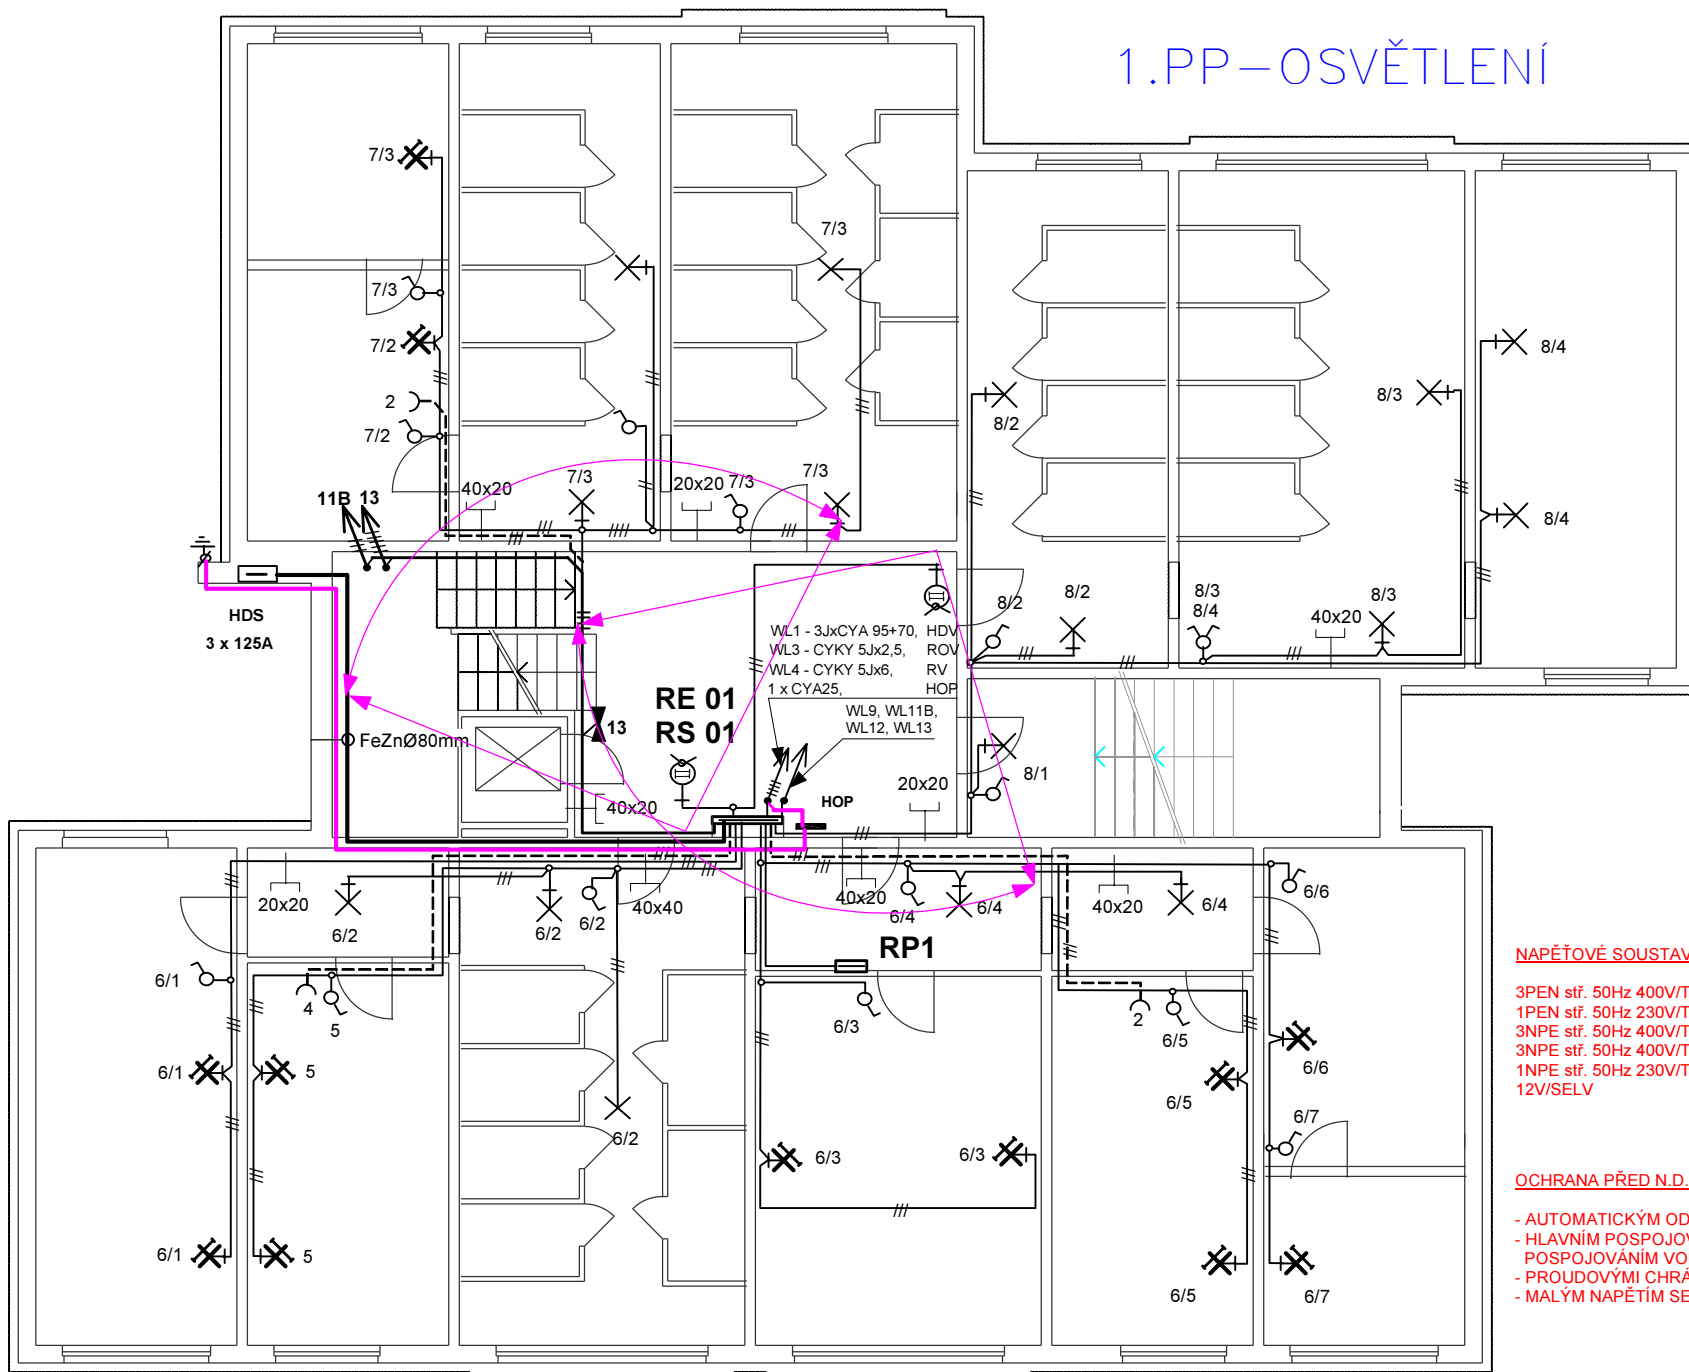 1.PP-OSVĚTLENÍ
7/3
7/3
7/3
7/2
2
7/2
8/2
8/3
8/4
8/4
11B 13
40x20
7/3
20x20
7/3
7/3
HDS
3 x 125A
8/2
8/2
8/3
8/4
8/3
40x20
WL1 - 3JxCYA 95+70, HDV
WL3 - CYKY 5Jx2,5, ROV
WL4 - CYKY 5Jx6, RV
1 x CYA25, HOP
RE 01
RS 01
WL9, WL11B,
WL12, WL13
13
FeZnØ80mm
8/1
20x20
40x20
HOP
20x20
6/2
6/2
6/2
40x40
40x20
6/4
6/4
40x20
6/4
6/6
RP1
6/1
4
5
6/3
2
6/5
NAPĚŤOVÉ SOUSTAV
3PEN stř. 50Hz 400V/T
1PEN stř. 50Hz 230V/T
3NPE stř. 50Hz 400V/T
3NPE stř. 50Hz 400V/T
1NPE stř. 50Hz 230V/T
12V/SELV
6/1
5
6/5
6/6
6/2
6/3
6/3
6/7
OCHRANA PŘED N.D.
- AUTOMATICKÝM OD
- HLAVNÍM POSPOJOV
POSPOJOVÁNÍM VO
- PROUDOVÝMI CHRÁ
- MALÝM NAPĚTÍM SE
6/1
5
6/5
6/7